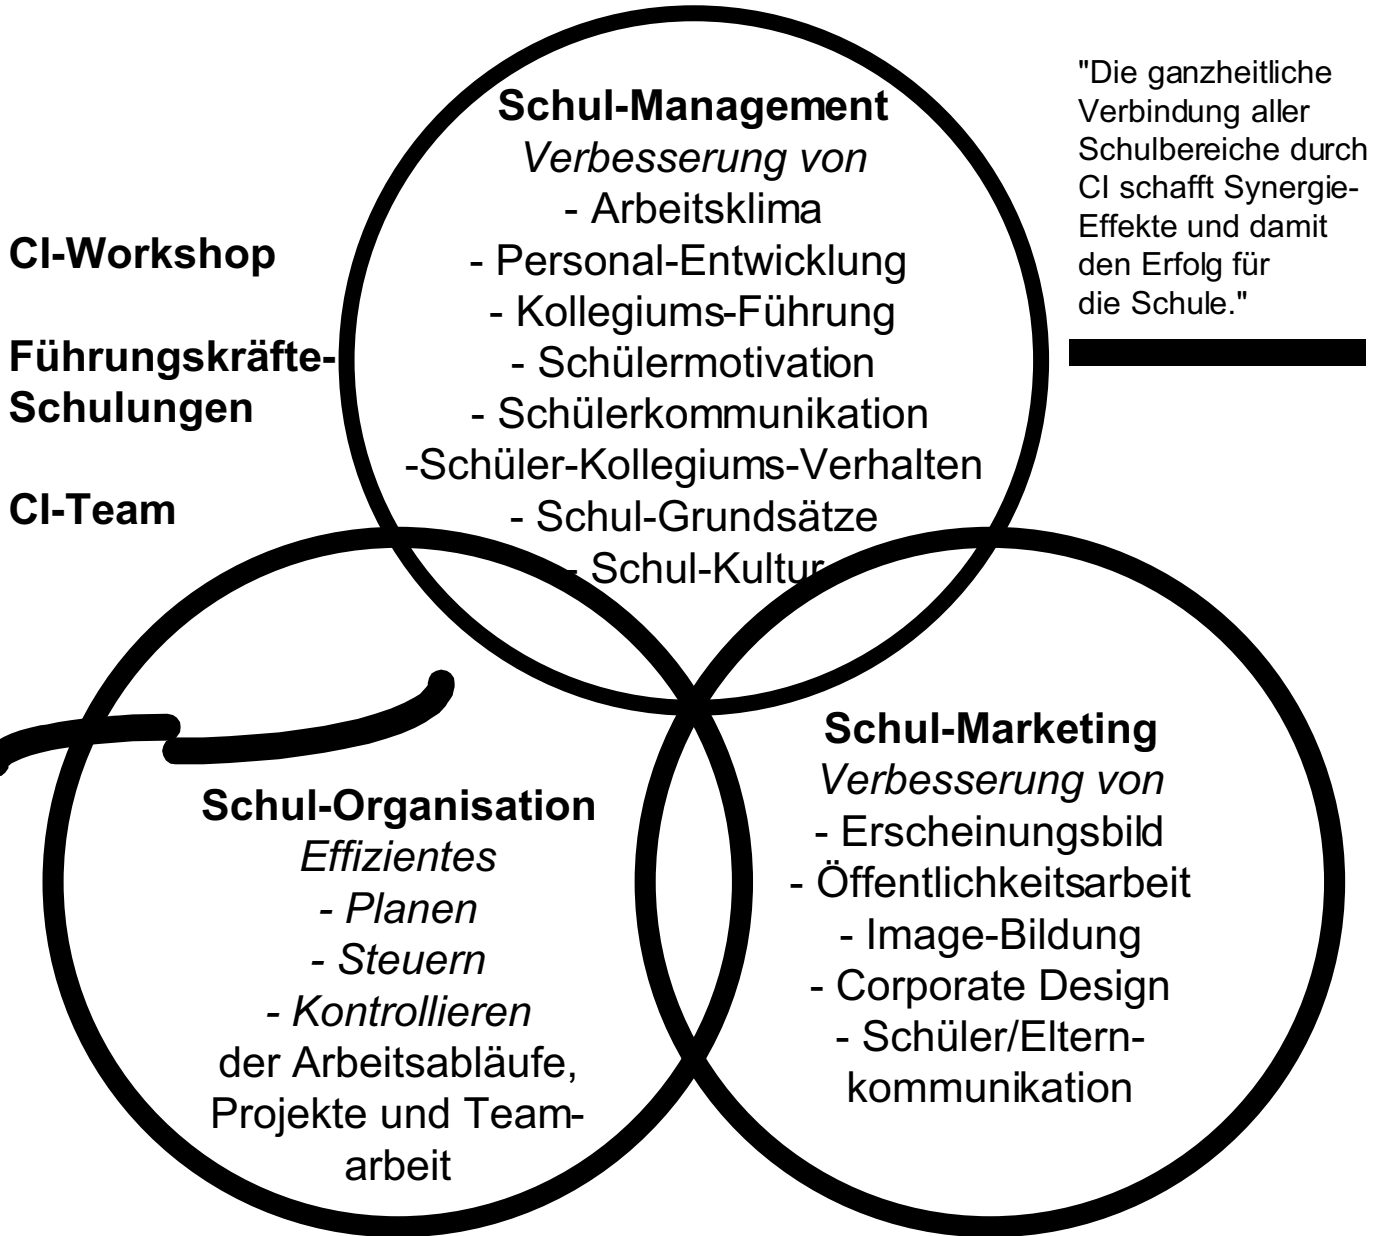 Schul-Management
Verbesserung von
- Arbeitsklima
- Personal-Entwicklung
- Kollegiums-Führung
- Schülermotivation
- Schülerkommunikation
-Schüler-Kollegiums-Verhalten
- Schul-Grundsätze
- Schul-Kultur
"Die ganzheitliche
Verbindung aller
Schulbereiche durch
CI schafft Synergie-
Effekte und damit
den Erfolg für
die Schule."
CI-Workshop
Führungskräfte-
Schulungen
CI-Team
Schul-Organisation
Effizientes
- Planen
- Steuern
- Kontrollieren
der Arbeitsabläufe,
Projekte und Team-
arbeit
Schul-Marketing
Verbesserung von
- Erscheinungsbild
- Öffentlichkeitsarbeit
- Image-Bildung
- Corporate Design
- Schüler/Eltern-
kommunikation